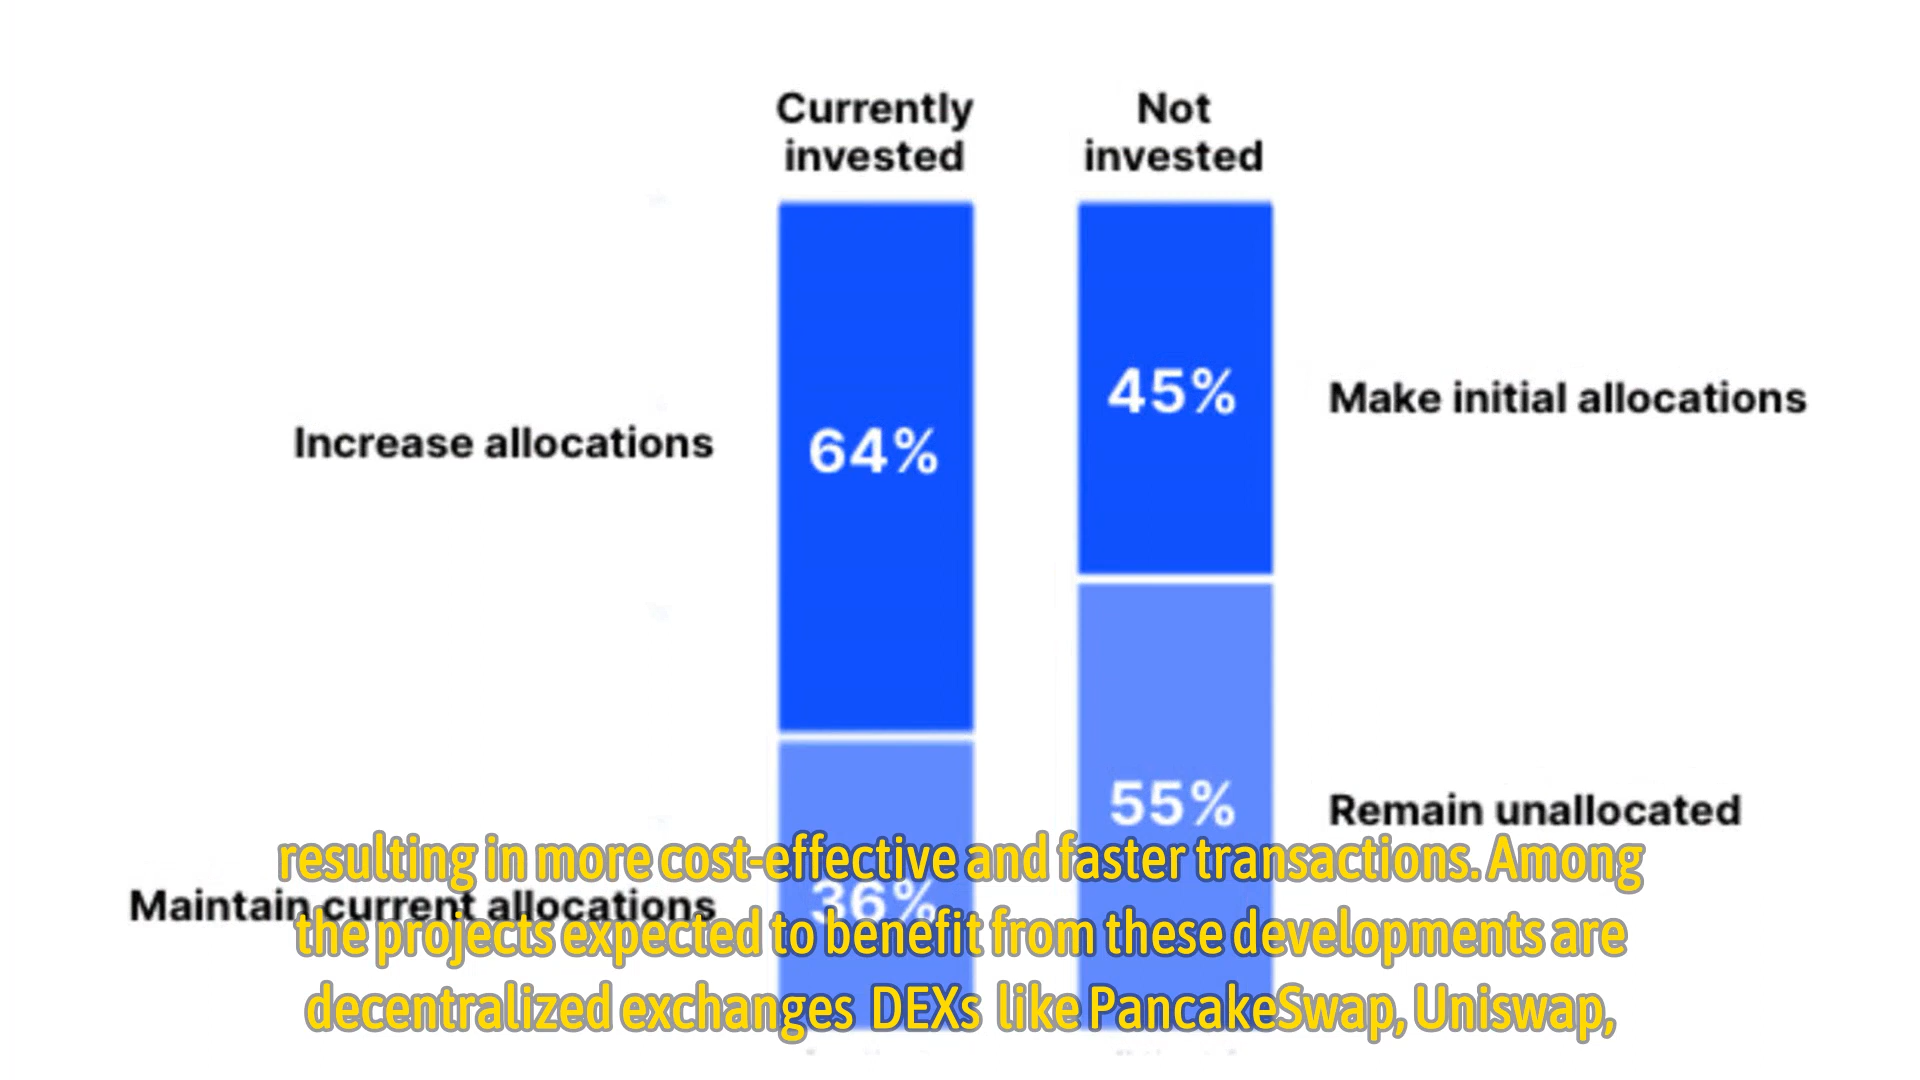 Currently
invested
Not
invested
45%
Make initial allocations
Increase allocations
64%
55%
Remain unallocated
36%
Maintain current allocations
resulting in more cost-effective and faster transactions. Among
the projects expected to benefit from these developments are
decentralized exchanges DEXs like PancakeSwap, Uniswap,